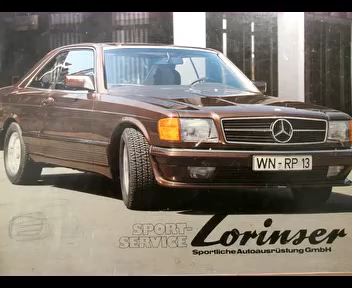 WN-RP 13
SPORT-
SERVICE
Lorinser
Sportliche Autoausrüstung GmbH